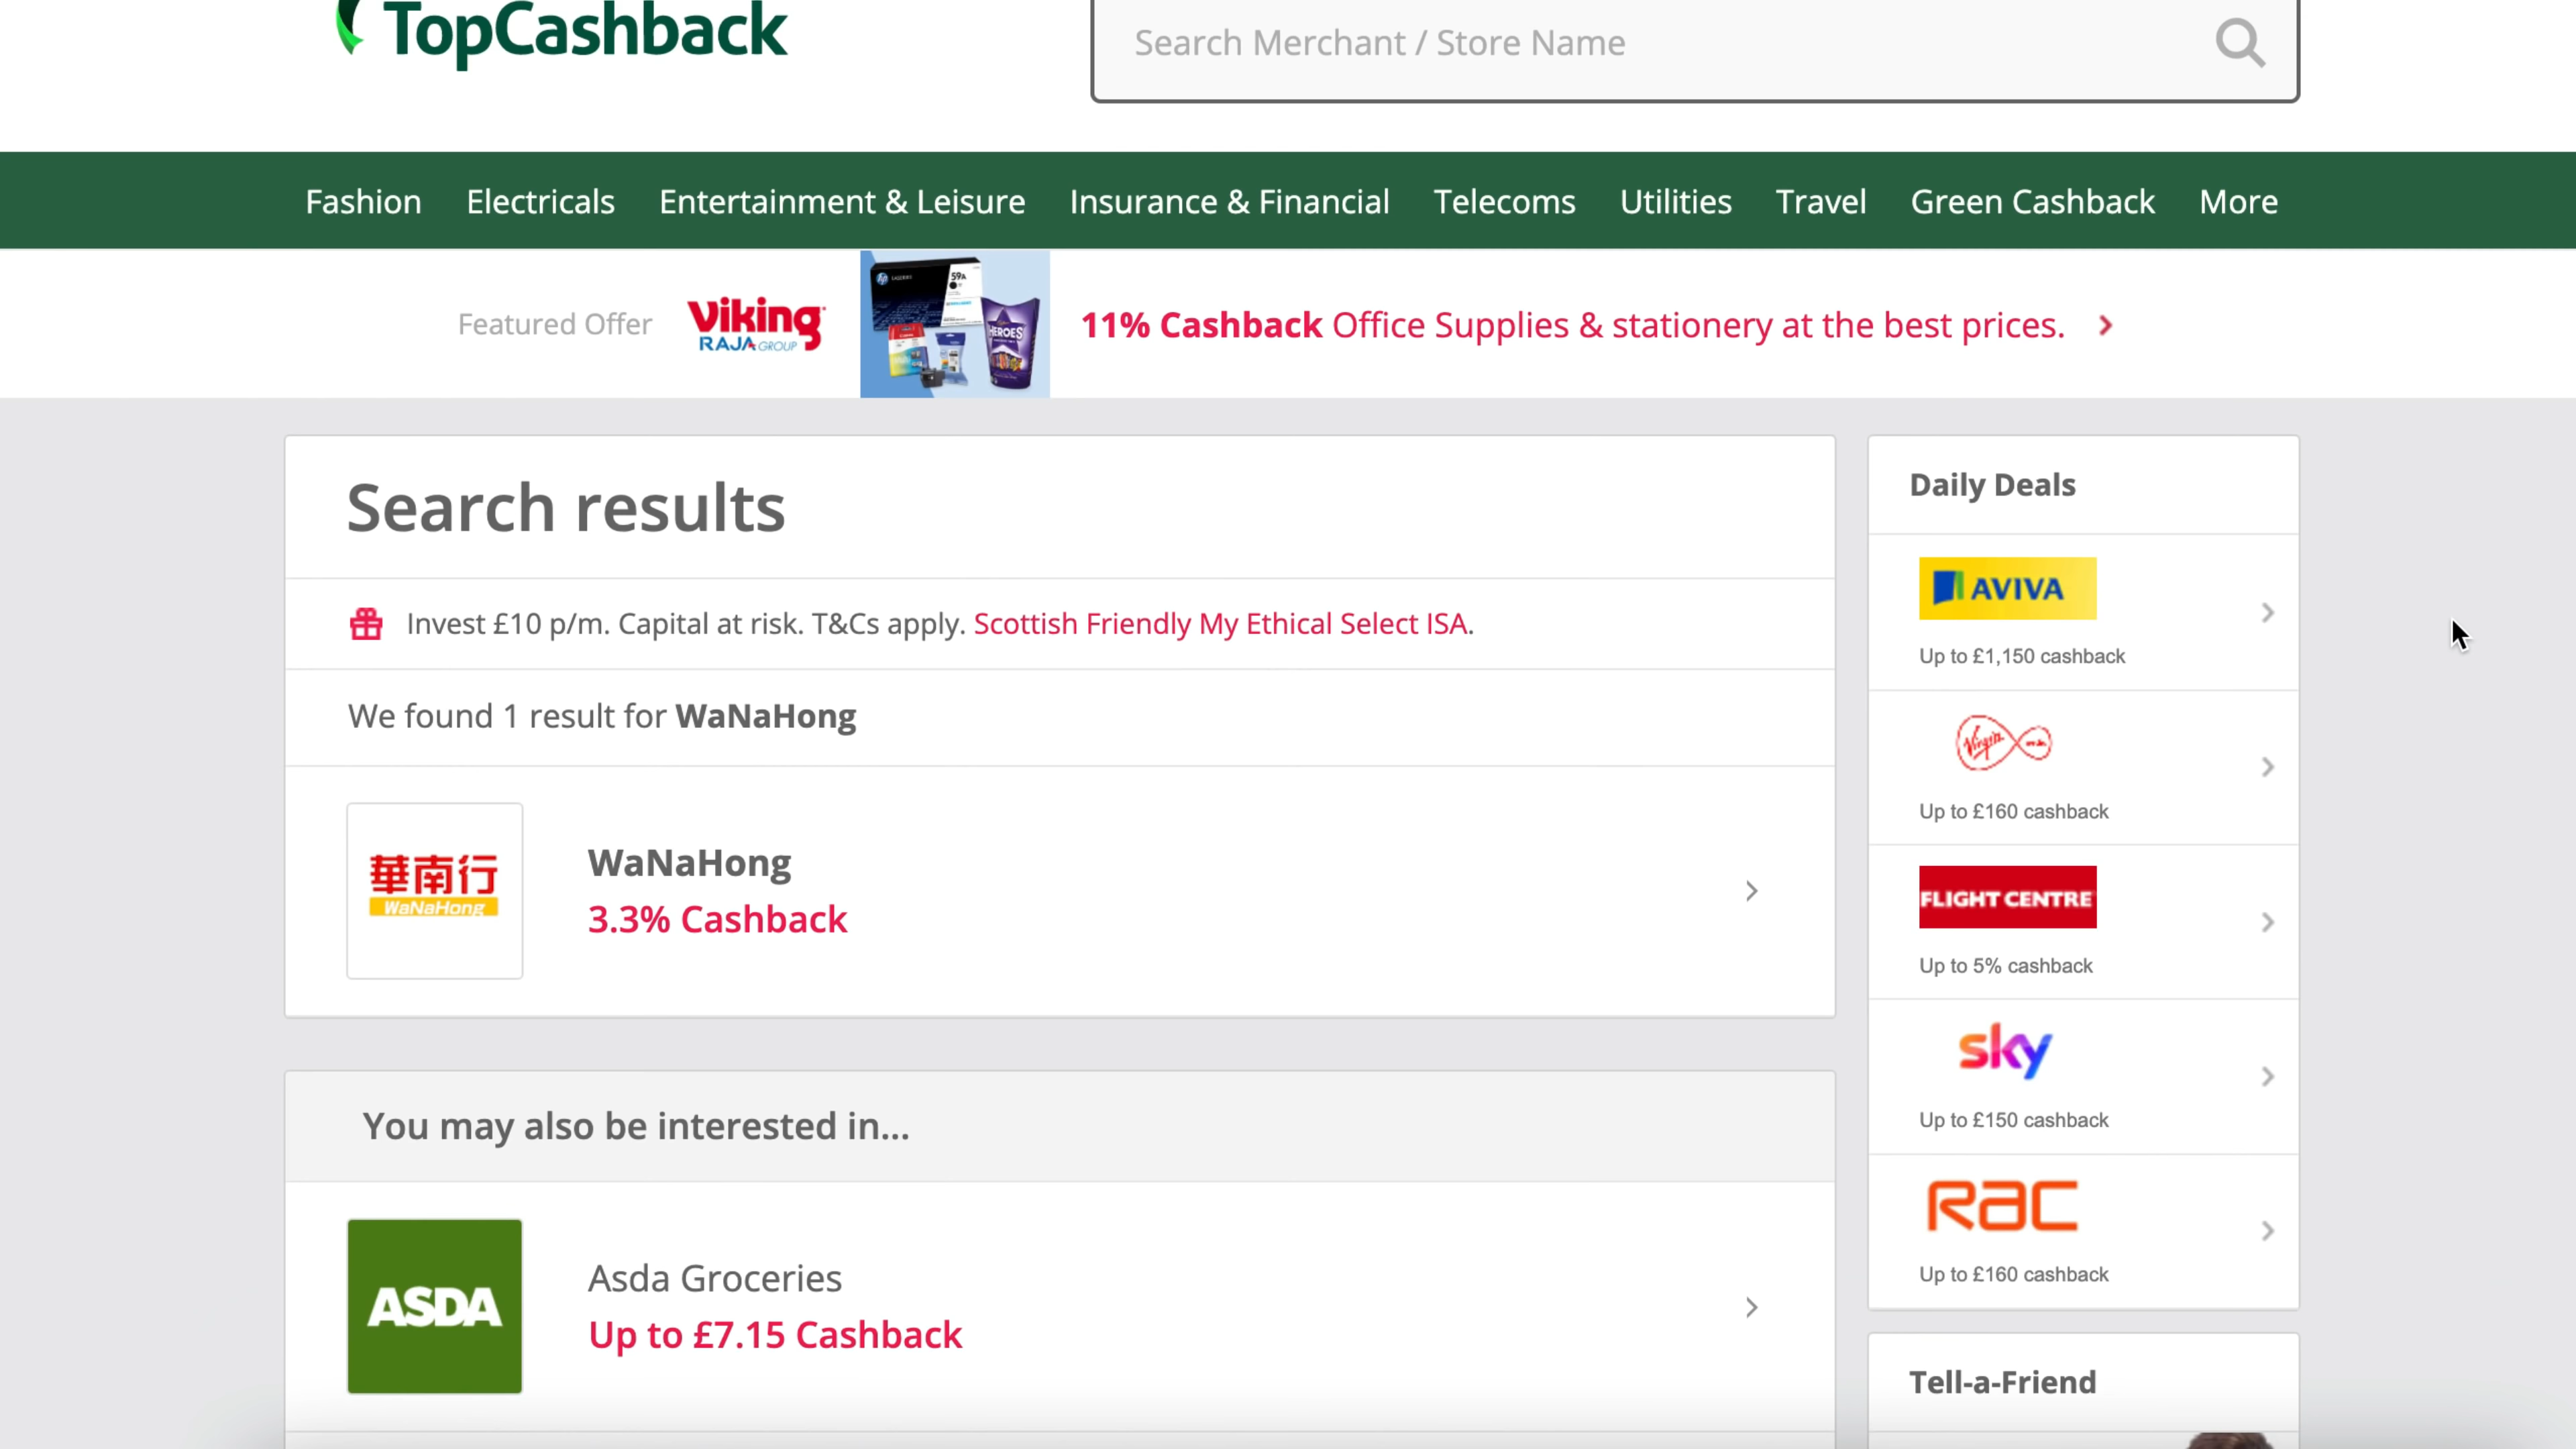 TopCashback
Search Merchant / Store Name
Fashion Electricals Entertainment & Leisure Insurance & Financial Telecoms Utilities Travel Green Cashback More
Featured Offer
Viking
RAJA GROUP
59A
HEROES
11% Cashback Office Supplies & stationery at the best prices.
Search results
Invest £10 p/m. Capital at risk. T&Cs apply. Scottish Friendly My Ethical Select ISA.
We found 1 result for WaNaHong
華南行
WaNaHong
WaNaHong
3.3% Cashback
You may also be interested in...
ASDA
Asda Groceries
Up to £7.15 Cashback
Daily Deals
AVIVA
Up to £1,150 cashback
Virgin
Up to £160 cashback
FLIGHT CENTRE
Up to 5% cashback
sky
Up to £150 cashback
RAC
Up to £160 cashback
Tell-a-Friend